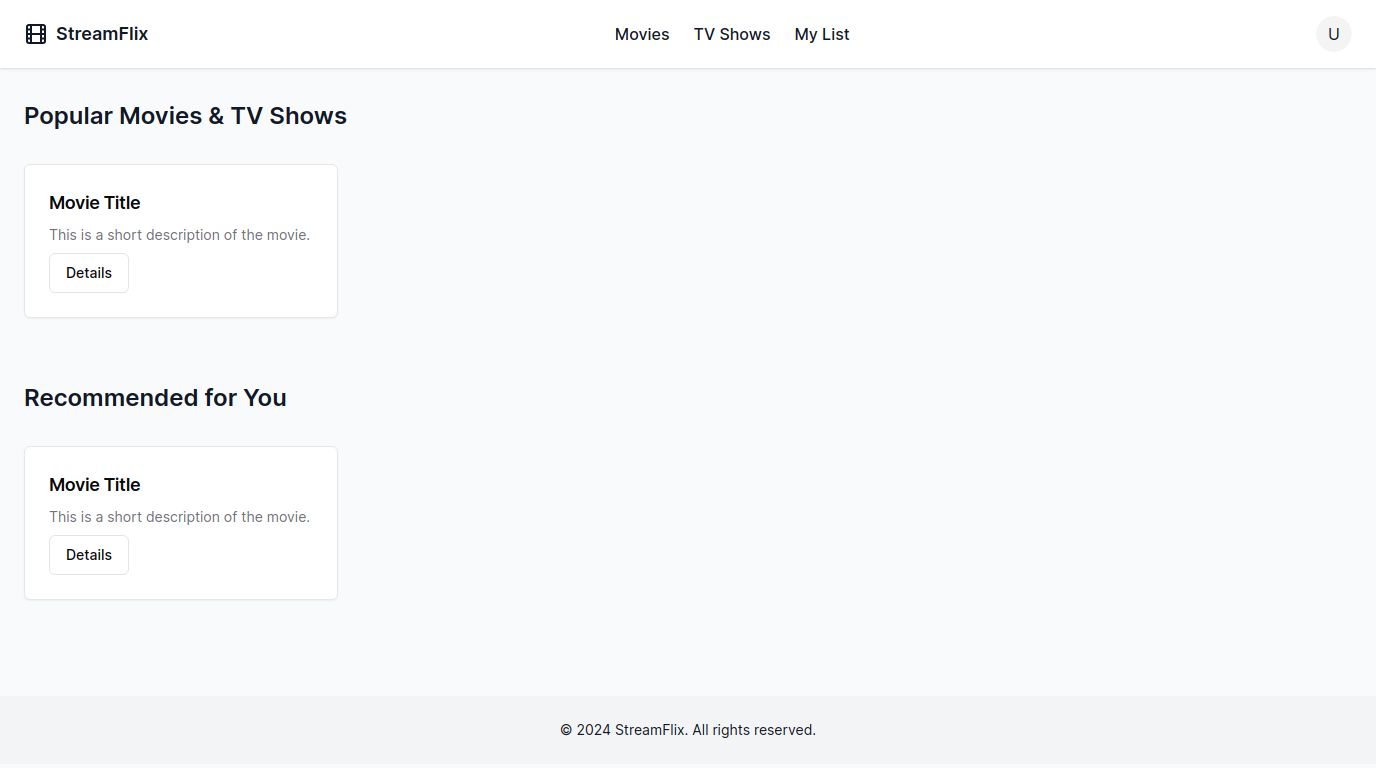 StreamFlix
Movies TV Shows My List
U
Popular Movies & TV Shows
Movie Title
This is a short description of the movie.
Details
Recommended for You
Movie Title
This is a short description of the movie.
Details
© 2024 StreamFlix. All rights reserved.